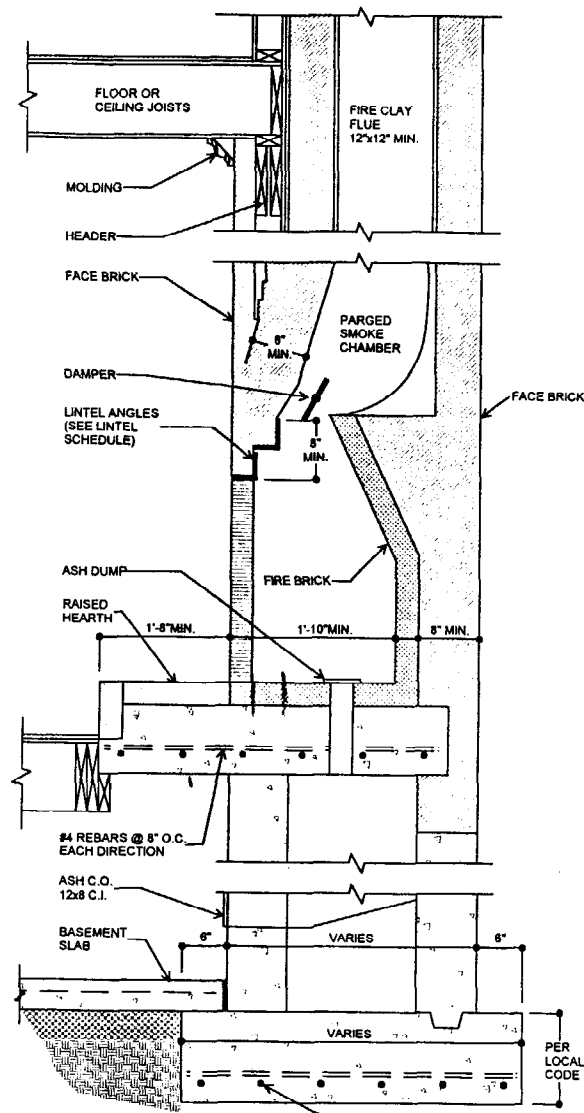 FLOOR OR
CEILING JOISTS
FIRE CLAY
FLUE
12"x12" MIN.
MOLDING
HEADER
FACE BRICK
PARGED
SMOKE
CHAMBER
8"
MIN.
DAMPER
FACE BRICK
LINTEL ANGLES
(SEE LINTEL
SCHEDULE)
8"
MIN.
ASH DUMP
FIRE BRICK
RAISED
HEARTH
1'-8"MIN.
1'-10"MIN.
8" MIN.
#4 REBARS @ 8" O.C.
EACH DIRECTION
ASH C.O.
12x8 C.I.
BASEMENT
SLAB
6"
VARIES
6"
VARIES
PER
LOCAL
CODE